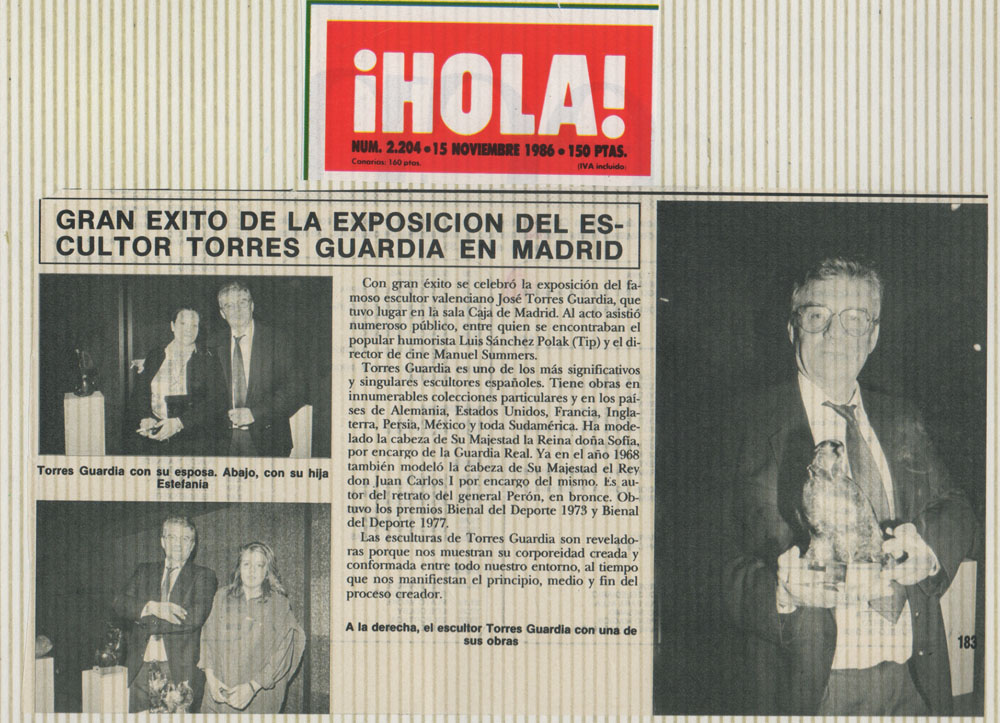 ¡HOLA!
NUM. 2.204 • 15 NOVIEMBRE 1986 • 150 PTAS.
Canarias: 160 ptas.
(IVA incluido)
GRAN EXITO DE LA EXPOSICION DEL ES-
CULTOR TORRES GUARDIA EN MADRID
Torres Guardia con su esposa. Abajo, con su hija
Estefania
Con gran éxito se celebró la exposición del fa-
moso escultor valenciano José Torres Guardia, que
tuvo lugar en la sala Caja de Madrid. Al acto asistió
numeroso público, entre quien se encontraban el
popular humorista Luis Sánchez Polak (Tip) y el di-
rector de cine Manuel Summers.
Torres Guardia es uno de los más significativos
y singulares escultores españoles. Tiene obras en
innumerables colecciones particulares y en los paí-
ses de Alemania, Estados Unidos, Francia, Ingla-
terra, Persia, México y toda Sudamérica. Ha mode-
lado la cabeza de Su Majestad la Reina doña Sofía,
por encargo de la Guardia Real. Ya en el año 1968
también modeló la cabeza de Su Majestad el Rey
don Juan Carlos I por encargo del mismo. Es au-
tor del retrato del general Perón, en bronce. Ob-
tuvo los premios Bienal del Deporte 1973 y Bienal
del Deporte 1977.
Las esculturas de Torres Guardia son revelado-
ras porque nos muestran su corporeidad creada y
conformada entre todo nuestro entorno, al tiempo
que nos manifiestan el principio, medio y fin del
proceso creador.
A la derecha, el escultor Torres Guardia con una de
sus obras
183